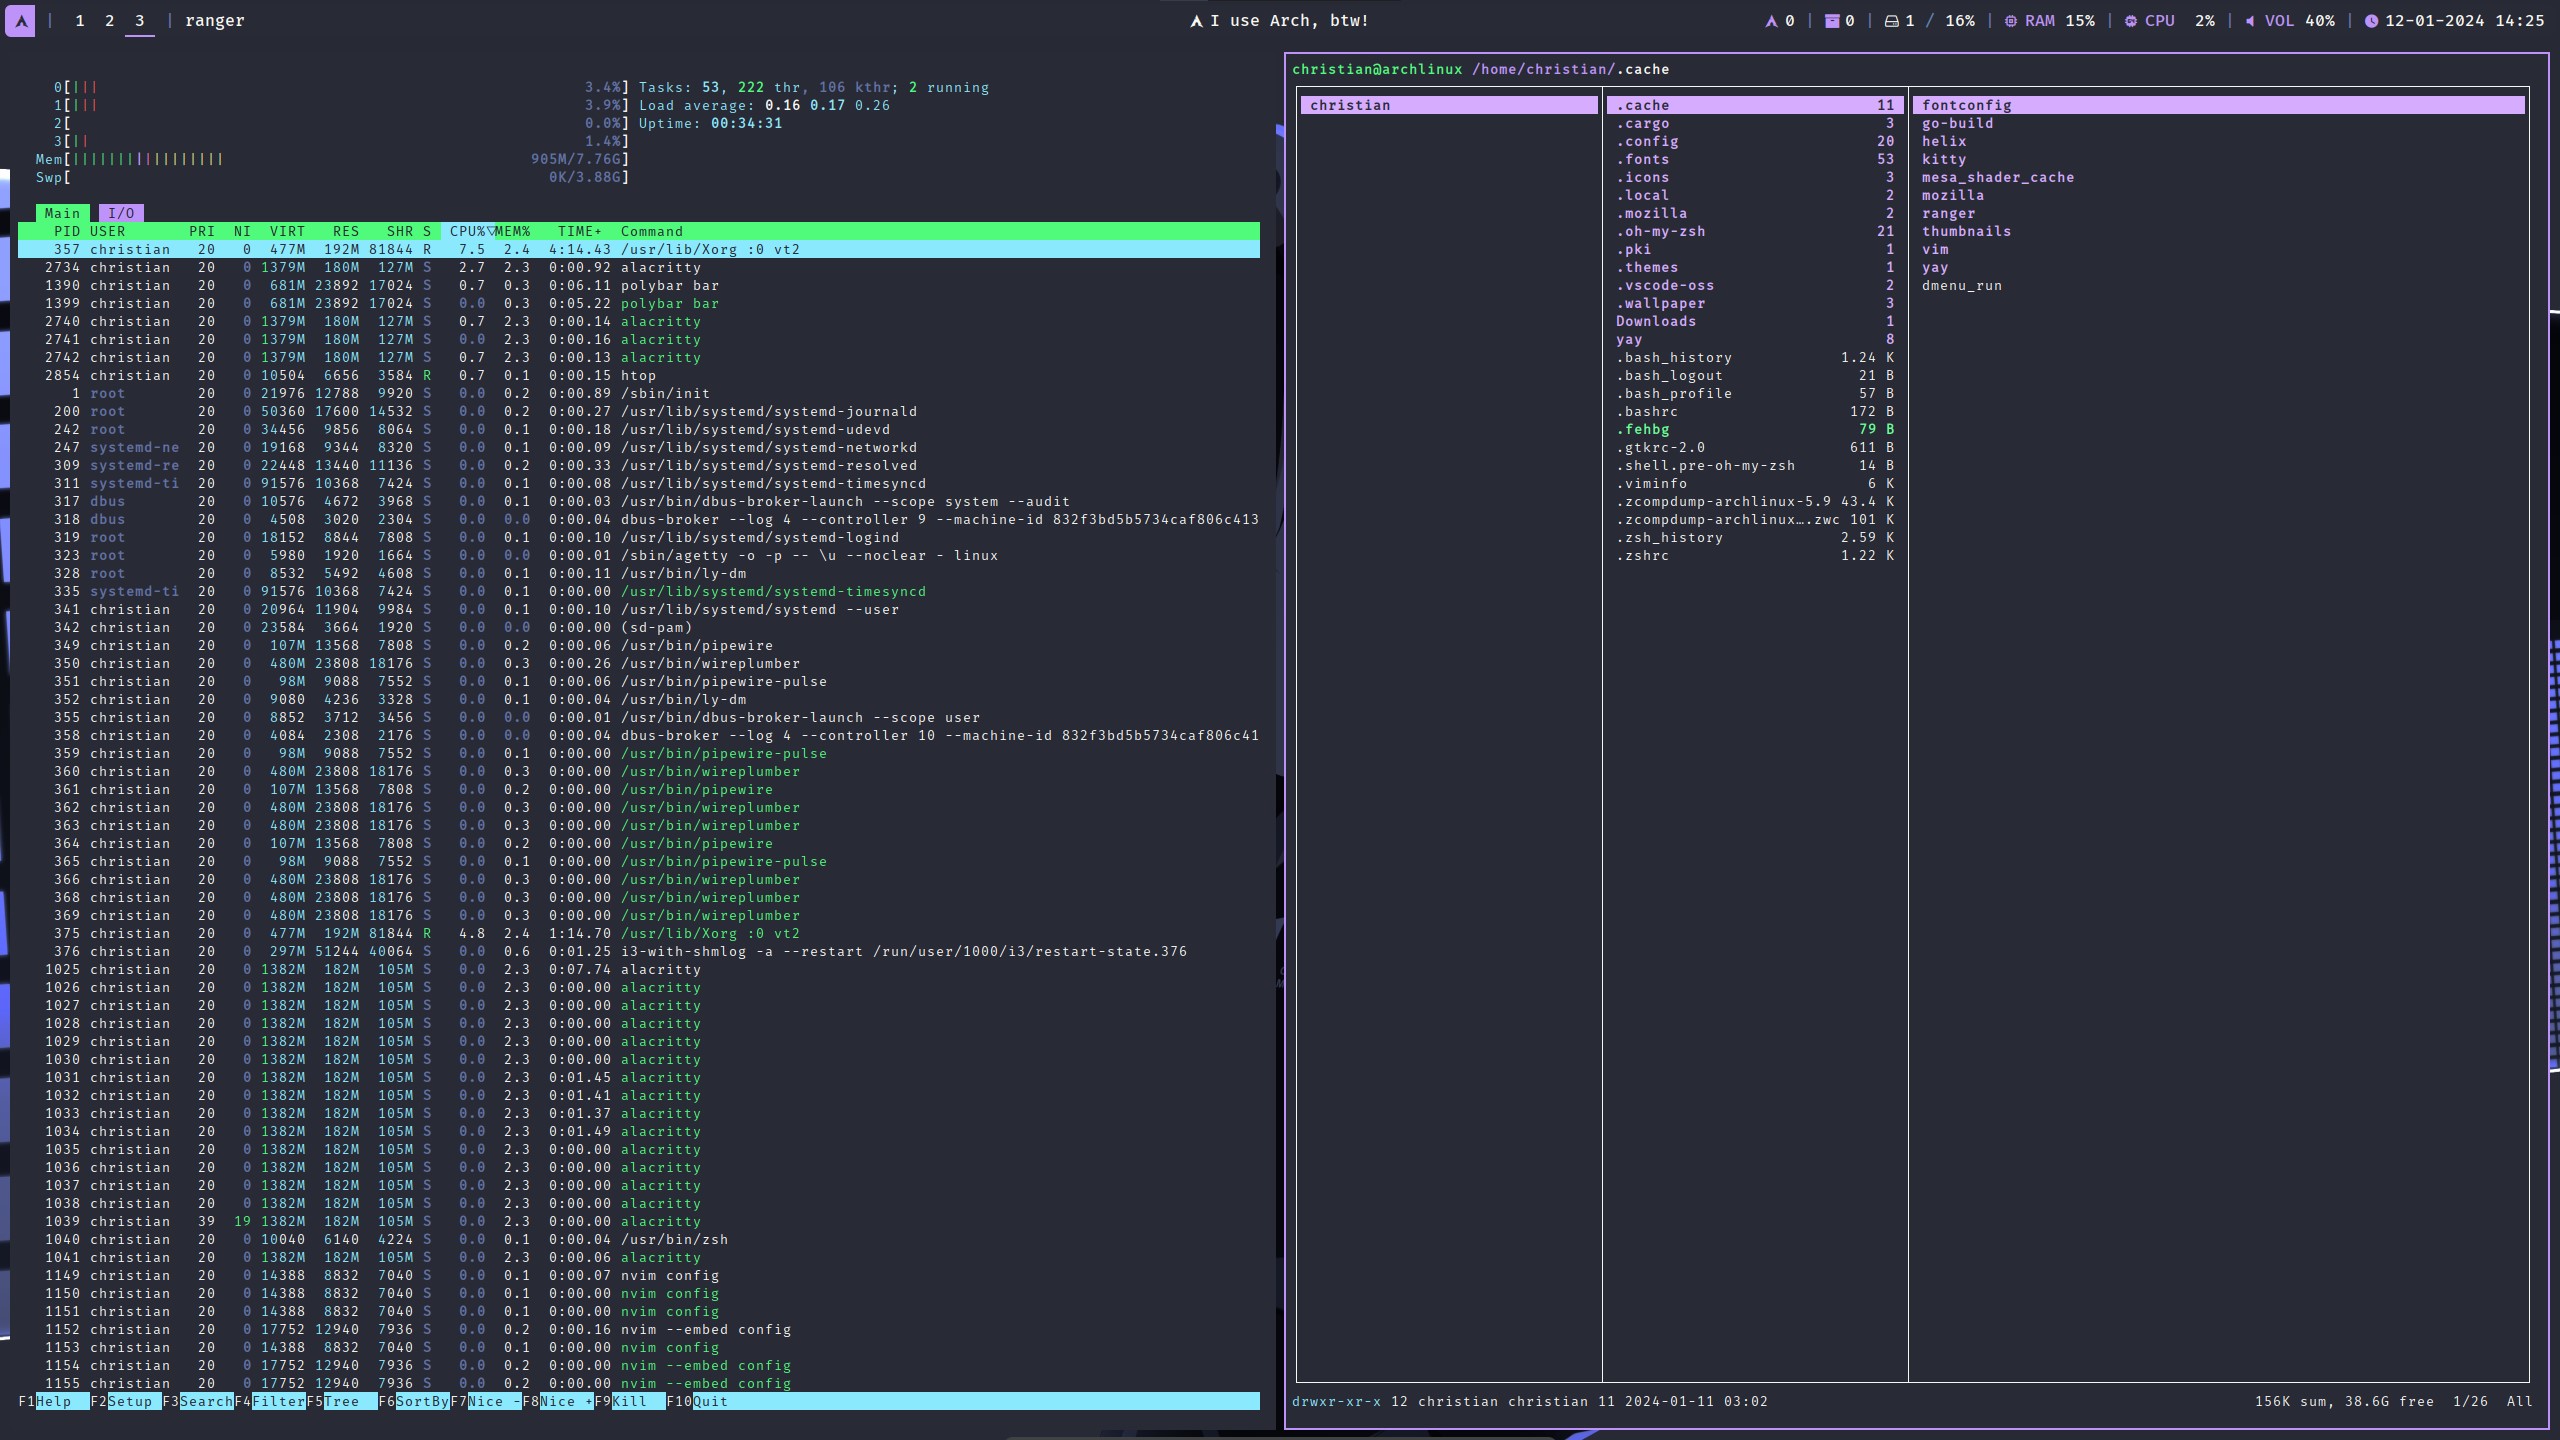 1 2 3 ranger
I use Arch, btw!
0 0 1 / 16% RAM 15% CPU 2% VOL 40% 12-01-2024 14:25
0[||| 3.4%] Tasks: 53, 222 thr, 106 kthr; 2 running
1[||| 3.9%] Load average: 0.16 0.17 0.26
2[ 0.0%] Uptime: 00:34:31
3[|| 1.4%]
Mem[||||||||||||||||| 905M/7.76G]
Swp[ 0K/3.88G]
Main I/O
PID USER PRI NI VIRT RES SHR S CPU%▽MEM% TIME+ Command
357 christian 20 0 477M 192M 81844 R 7.5 2.4 4:14.43 /usr/lib/Xorg :0 vt2
2734 christian 20 0 1379M 180M 127M S 2.7 2.3 0:00.92 alacritty
1390 christian 20 0 681M 23892 17024 S 0.7 0.3 0:06.11 polybar bar
1399 christian 20 0 681M 23892 17024 S 0.0 0.3 0:05.22 polybar bar
2740 christian 20 0 1379M 180M 127M S 0.7 2.3 0:00.14 alacritty
2741 christian 20 0 1379M 180M 127M S 0.0 2.3 0:00.16 alacritty
2742 christian 20 0 1379M 180M 127M S 0.7 2.3 0:00.13 alacritty
2854 christian 20 0 10504 6656 3584 R 0.7 0.1 0:00.15 htop
1 root 20 0 21976 12788 9920 S 0.0 0.2 0:00.89 /sbin/init
200 root 20 0 50360 17600 14532 S 0.0 0.2 0:00.27 /usr/lib/systemd/systemd-journald
242 root 20 0 34456 9856 8064 S 0.0 0.1 0:00.18 /usr/lib/systemd/systemd-udevd
247 systemd-ne 20 0 19168 9344 8320 S 0.0 0.1 0:00.09 /usr/lib/systemd/systemd-networkd
309 systemd-re 20 0 22448 13440 11136 S 0.0 0.2 0:00.33 /usr/lib/systemd/systemd-resolved
311 systemd-ti 20 0 91576 10368 7424 S 0.0 0.1 0:00.08 /usr/lib/systemd/systemd-timesyncd
317 dbus 20 0 10576 4672 3968 S 0.0 0.1 0:00.03 /usr/bin/dbus-broker-launch --scope system --audit
318 dbus 20 0 4508 3020 2304 S 0.0 0.0 0:00.04 dbus-broker --log 4 --controller 9 --machine-id 832f3bd5b5734caf806c413
319 root 20 0 18152 8844 7808 S 0.0 0.1 0:00.10 /usr/lib/systemd/systemd-logind
323 root 20 0 5980 1920 1664 S 0.0 0.0 0:00.01 /sbin/agetty -o -p -- \u --noclear - linux
328 root 20 0 8532 5492 4608 S 0.0 0.1 0:00.11 /usr/bin/ly-dm
335 systemd-ti 20 0 91576 10368 7424 S 0.0 0.1 0:00.00 /usr/lib/systemd/systemd-timesyncd
341 christian 20 0 20964 11904 9984 S 0.0 0.1 0:00.10 /usr/lib/systemd/systemd --user
342 christian 20 0 23584 3664 1920 S 0.0 0.0 0:00.00 (sd-pam)
349 christian 20 0 107M 13568 7808 S 0.0 0.2 0:00.06 /usr/bin/pipewire
350 christian 20 0 480M 23808 18176 S 0.0 0.3 0:00.26 /usr/bin/wireplumber
351 christian 20 0 98M 9088 7552 S 0.0 0.1 0:00.06 /usr/bin/pipewire-pulse
352 christian 20 0 9080 4236 3328 S 0.0 0.1 0:00.04 /usr/bin/ly-dm
355 christian 20 0 8852 3712 3456 S 0.0 0.0 0:00.01 /usr/bin/dbus-broker-launch --scope user
358 christian 20 0 4084 2308 2176 S 0.0 0.0 0:00.04 dbus-broker --log 4 --controller 10 --machine-id 832f3bd5b5734caf806c41
359 christian 20 0 98M 9088 7552 S 0.0 0.1 0:00.00 /usr/bin/pipewire-pulse
360 christian 20 0 480M 23808 18176 S 0.0 0.3 0:00.00 /usr/bin/wireplumber
361 christian 20 0 107M 13568 7808 S 0.0 0.2 0:00.00 /usr/bin/pipewire
362 christian 20 0 480M 23808 18176 S 0.0 0.3 0:00.00 /usr/bin/wireplumber
363 christian 20 0 480M 23808 18176 S 0.0 0.3 0:00.00 /usr/bin/wireplumber
364 christian 20 0 107M 13568 7808 S 0.0 0.2 0:00.00 /usr/bin/pipewire
365 christian 20 0 98M 9088 7552 S 0.0 0.1 0:00.00 /usr/bin/pipewire-pulse
366 christian 20 0 480M 23808 18176 S 0.0 0.3 0:00.00 /usr/bin/wireplumber
368 christian 20 0 480M 23808 18176 S 0.0 0.3 0:00.00 /usr/bin/wireplumber
369 christian 20 0 480M 23808 18176 S 0.0 0.3 0:00.00 /usr/bin/wireplumber
375 christian 20 0 477M 192M 81844 R 4.8 2.4 1:14.70 /usr/lib/Xorg :0 vt2
376 christian 20 0 297M 51244 40064 S 0.0 0.6 0:01.25 i3-with-shmlog -a --restart /run/user/1000/i3/restart-state.376
1025 christian 20 0 1382M 182M 105M S 0.0 2.3 0:07.74 alacritty
1026 christian 20 0 1382M 182M 105M S 0.0 2.3 0:00.00 alacritty
1027 christian 20 0 1382M 182M 105M S 0.0 2.3 0:00.00 alacritty
1028 christian 20 0 1382M 182M 105M S 0.0 2.3 0:00.00 alacritty
1029 christian 20 0 1382M 182M 105M S 0.0 2.3 0:00.00 alacritty
1030 christian 20 0 1382M 182M 105M S 0.0 2.3 0:00.00 alacritty
1031 christian 20 0 1382M 182M 105M S 0.0 2.3 0:01.45 alacritty
1032 christian 20 0 1382M 182M 105M S 0.0 2.3 0:01.41 alacritty
1033 christian 20 0 1382M 182M 105M S 0.0 2.3 0:01.37 alacritty
1034 christian 20 0 1382M 182M 105M S 0.0 2.3 0:01.49 alacritty
1035 christian 20 0 1382M 182M 105M S 0.0 2.3 0:00.00 alacritty
1036 christian 20 0 1382M 182M 105M S 0.0 2.3 0:00.00 alacritty
1037 christian 20 0 1382M 182M 105M S 0.0 2.3 0:00.00 alacritty
1038 christian 20 0 1382M 182M 105M S 0.0 2.3 0:00.00 alacritty
1039 christian 39 19 1382M 182M 105M S 0.0 2.3 0:00.00 alacritty
1040 christian 20 0 10040 6140 4224 S 0.0 0.1 0:00.04 /usr/bin/zsh
1041 christian 20 0 1382M 182M 105M S 0.0 2.3 0:00.06 alacritty
1149 christian 20 0 14388 8832 7040 S 0.0 0.1 0:00.07 nvim config
1150 christian 20 0 14388 8832 7040 S 0.0 0.1 0:00.00 nvim config
1151 christian 20 0 14388 8832 7040 S 0.0 0.1 0:00.00 nvim config
1152 christian 20 0 17752 12940 7936 S 0.0 0.2 0:00.16 nvim --embed config
1153 christian 20 0 14388 8832 7040 S 0.0 0.1 0:00.00 nvim config
1154 christian 20 0 17752 12940 7936 S 0.0 0.2 0:00.00 nvim --embed config
1155 christian 20 0 17752 12940 7936 S 0.0 0.2 0:00.00 nvim --embed config
F1Help F2Setup F3SearchF4FilterF5Tree F6SortByF7Nice -F8Nice +F9Kill F10Quit
christian@archlinux /home/christian/.cache
christian
.cache 11
.cargo 3
.config 20
.fonts 53
.icons 3
.local 2
.mozilla 2
.oh-my-zsh 21
.pki 1
.themes 1
.vscode-oss 2
.wallpaper 3
Downloads 1
yay 8
.bash_history 1.24 K
.bash_logout 21 B
.bash_profile 57 B
.bashrc 172 B
.fehbg 79 B
.gtkrc-2.0 611 B
.shell.pre-oh-my-zsh 14 B
.viminfo 6 K
.zcompdump-archlinux-5.9 43.4 K
.zcompdump-archlinux….zwc 101 K
.zsh_history 2.59 K
.zshrc 1.22 K
fontconfig
go-build
helix
kitty
mesa_shader_cache
mozilla
ranger
thumbnails
vim
yay
dmenu_run
drwxr-xr-x 12 christian christian 11 2024-01-11 03:02 156K sum, 38.6G free 1/26 All